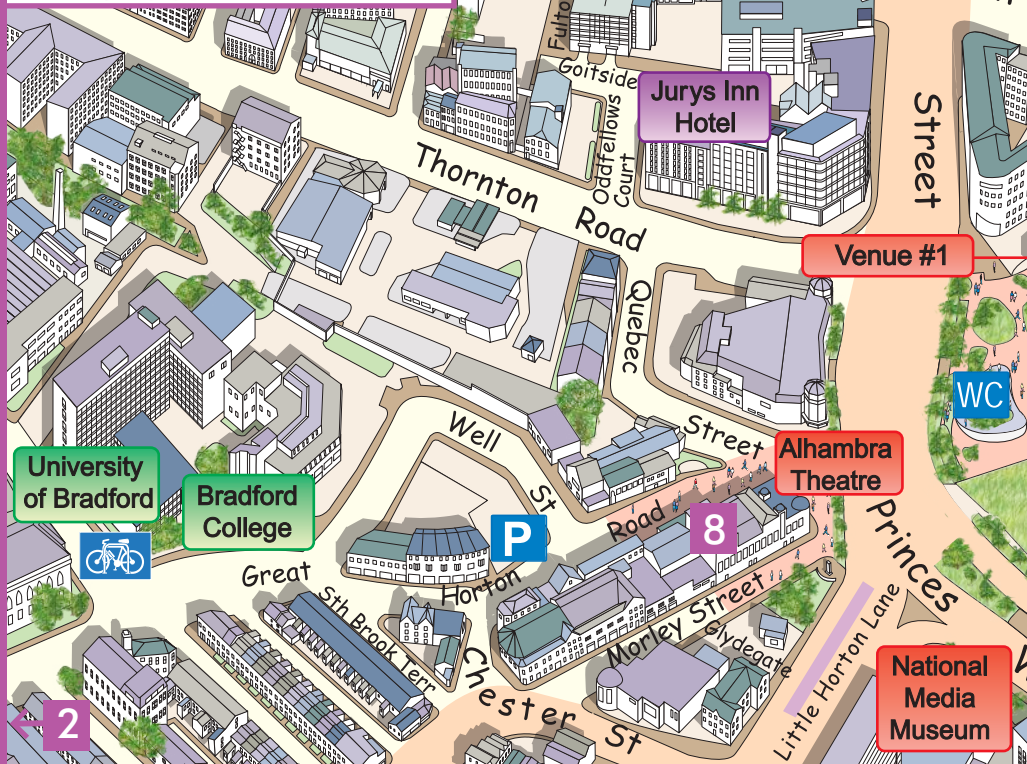 Fulto
Goitside
Jurys Inn
Hotel
Oddfellows
Court
Street
Thornton
Road
Venue #1
Quebec
Street
WC
Well
St
Alhambra
Theatre
University
of Bradford
Bradford
College
P
Road
8
Princes
Great
Horton
Sth Brook Terr
Morley Street
Glydegate
Little Horton Lane
Chester
St
National
Media
Museum
2